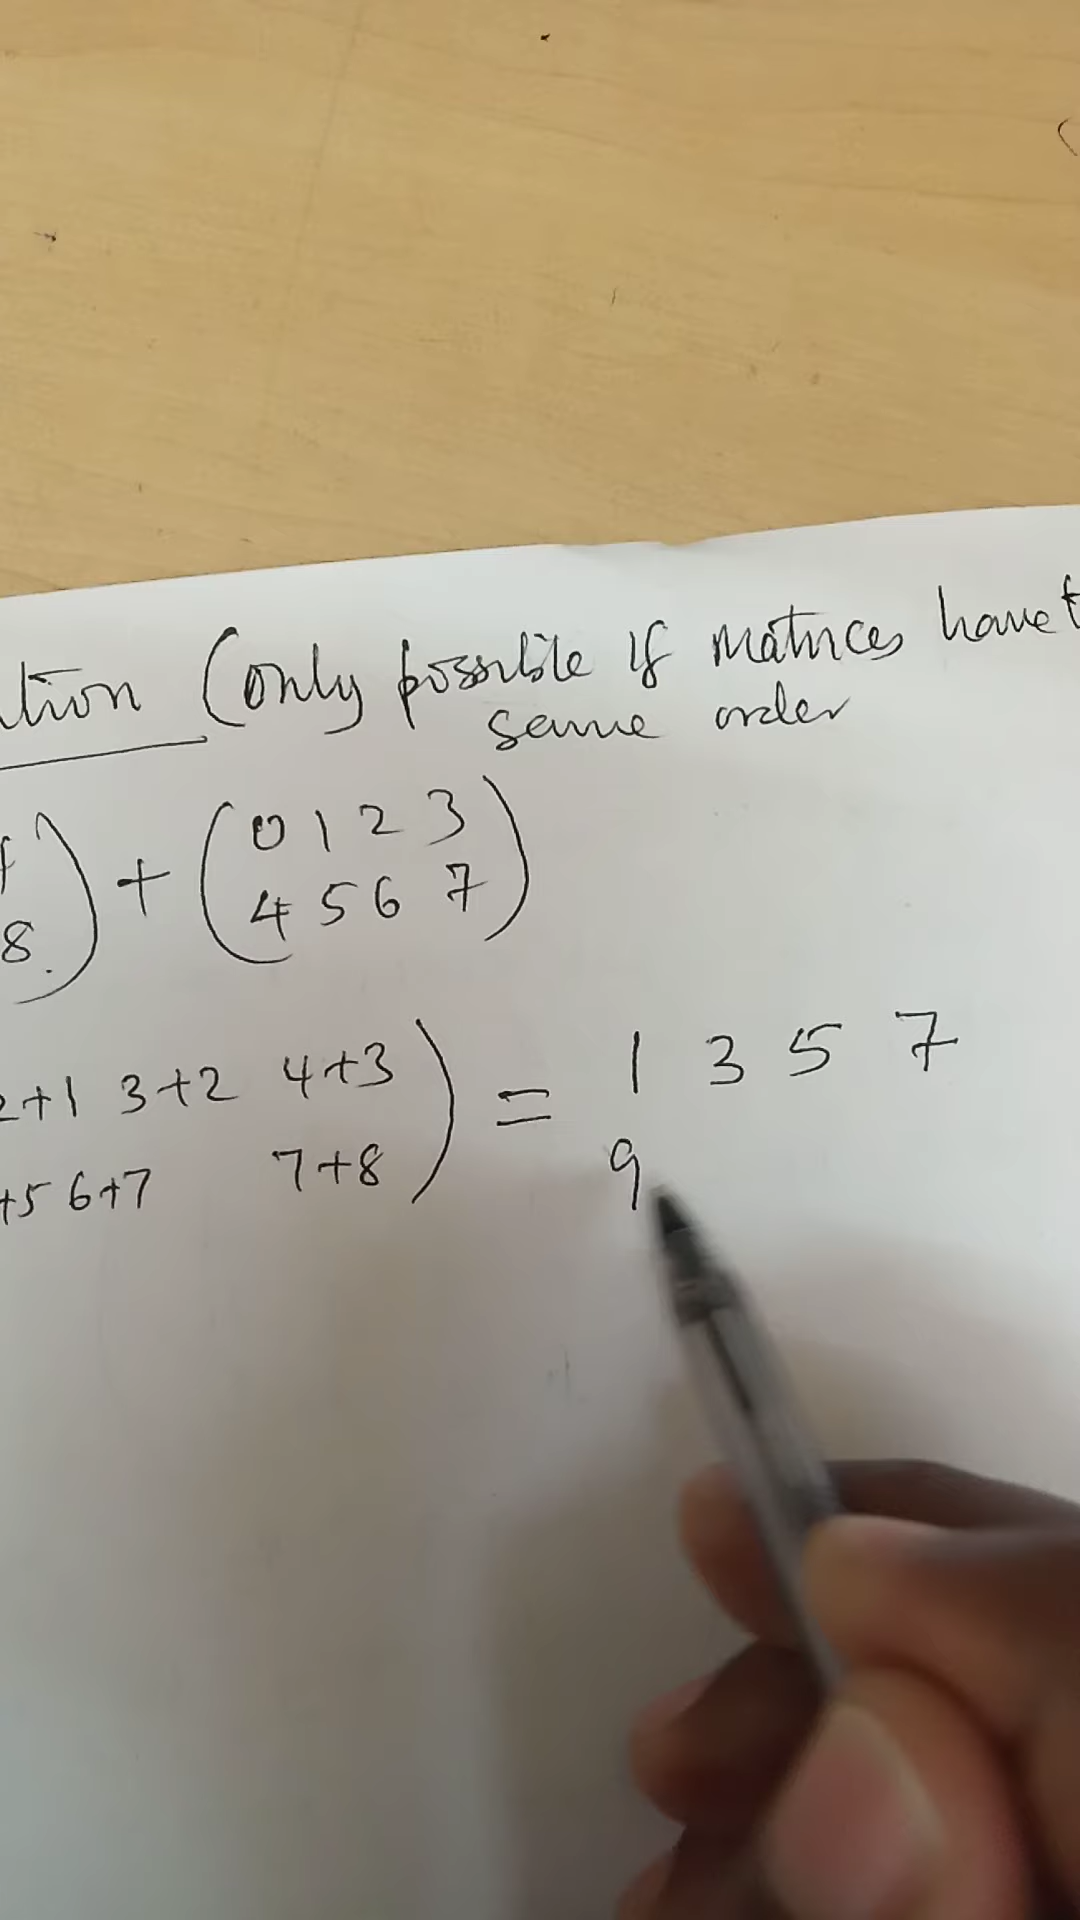 tion (only possible if matrices have t
same order
8 ) + ( 0 1 2 3
4 5 6 7 )
2+1 3+2 4+3 ) = 1 3 5 7
+5 6+7 7+8 9